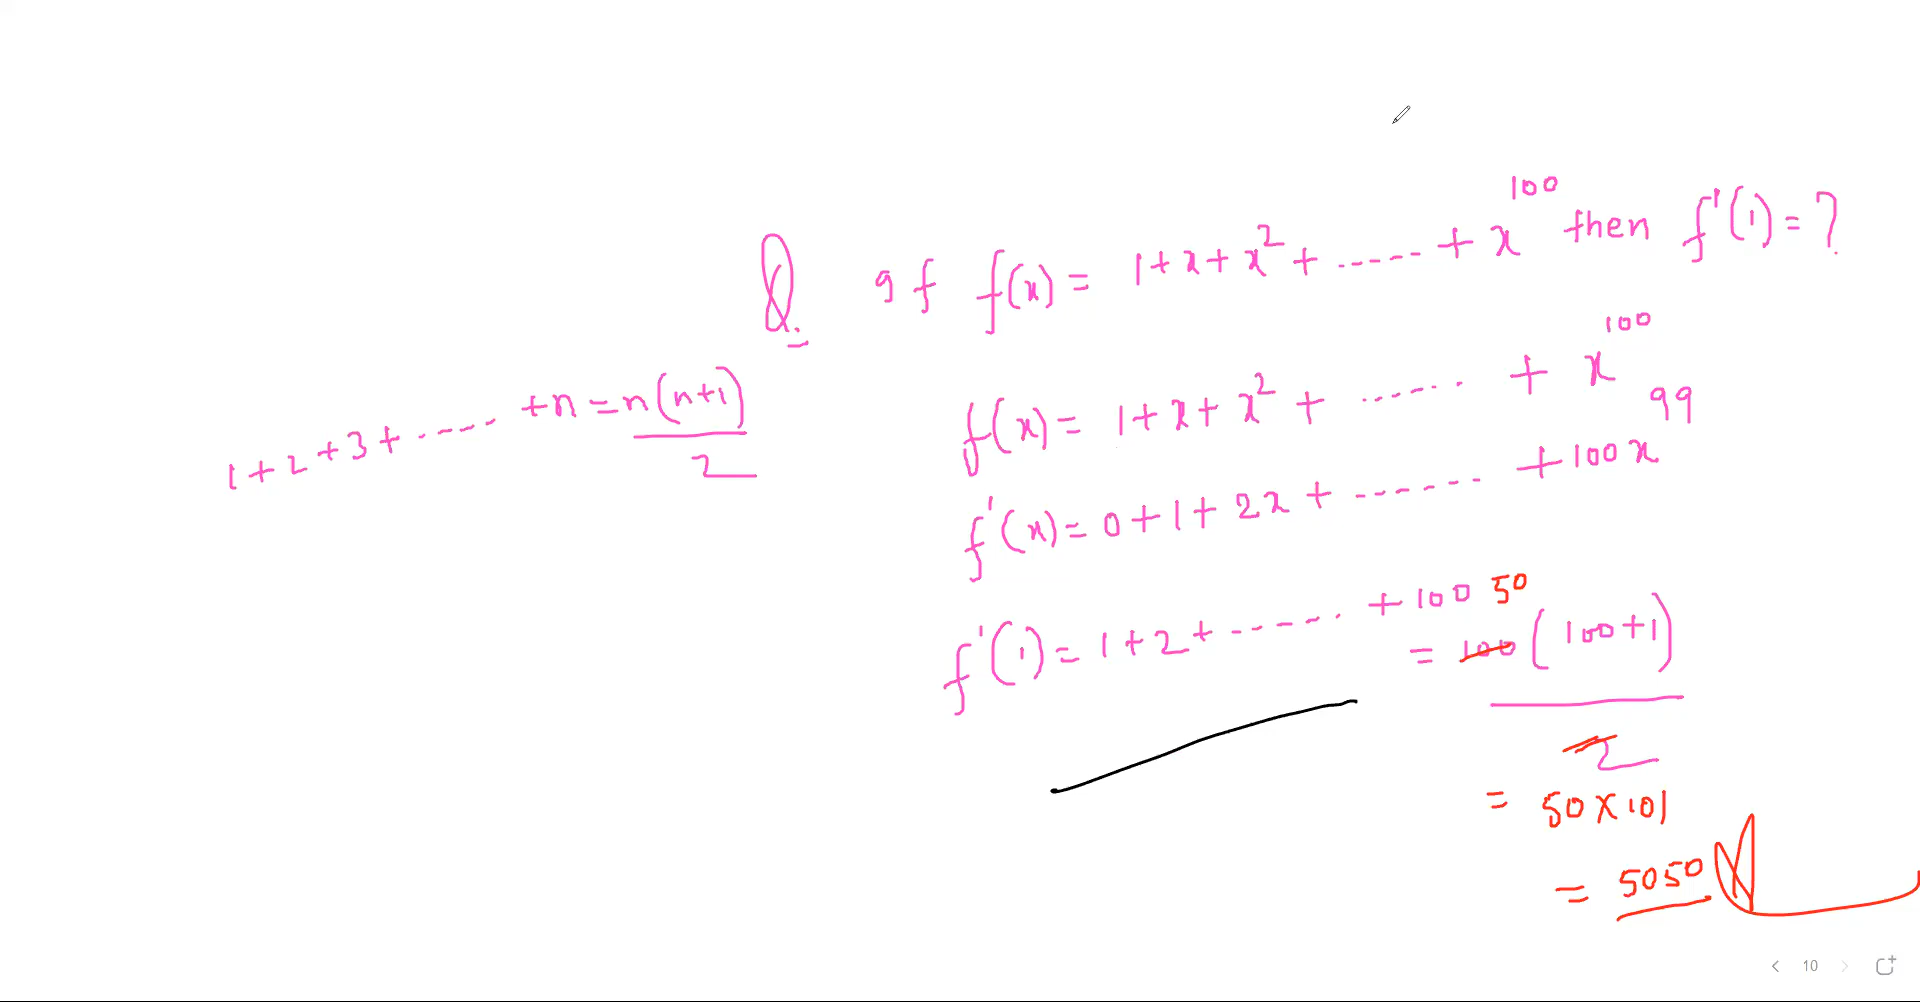 Q. If f(x) = 1 + x + x² + ...... + x¹⁰⁰ then f'(1) = ?
1 + 2 + 3 + ...... + n = n(n+1)/2
f(x) = 1 + x + x² + ...... + x¹⁰⁰
f'(x) = 0 + 1 + 2x + ....... + 100x⁹⁹
f'(1) = 1 + 2 + ....... + 100
50
= 100(100+1)/2
= 50 × 101
= 5050
10